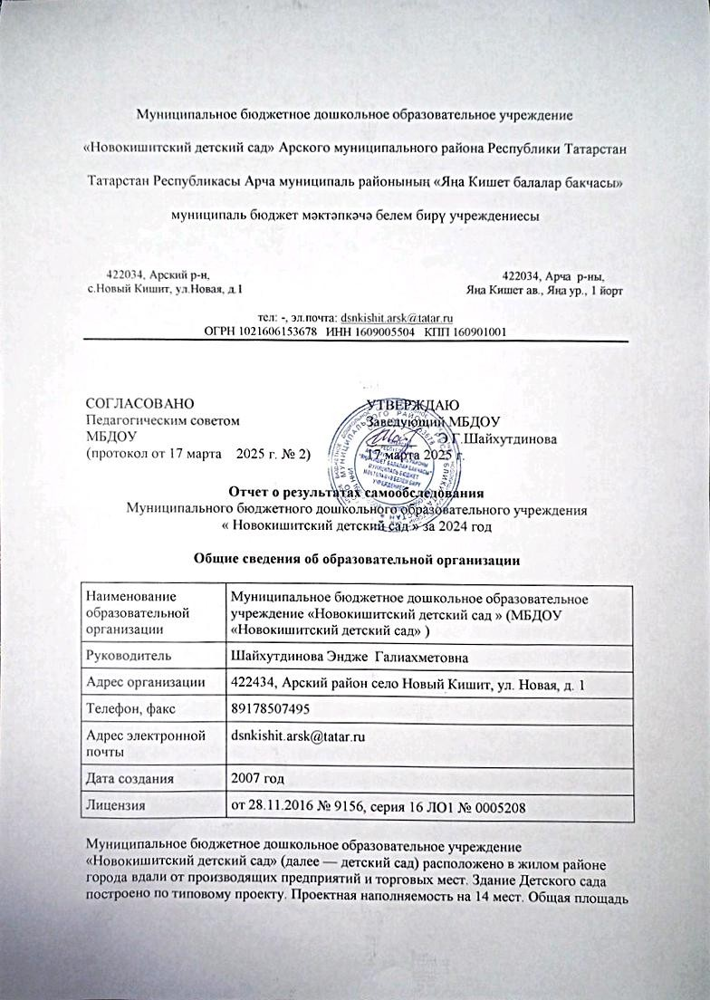 Муниципальное бюджетное дошкольное образовательное учреждение
«Новокишитский детский сад» Арского муниципального района Республики Татарстан
Татарстан Республикасы Арча муниципаль районының «Яңа Кишет балалар бакчасы»
муниципаль бюджет мәктәпкәчә белем бирү учреждениесы
422034, Арский р-н,
с.Новый Кишит, ул.Новая, д.1
422034, Арча р-ны,
Яңа Кишет ав., Яңа ур., 1 йорт
тел: -, эл.почта: dsnkishit.arsk@tatar.ru
ОГРН 1021606153678 ИНН 1609005504 КПП 160901001
СОГЛАСОВАНО
Педагогическим советом
МБДОУ
(протокол от 17 марта 2025 г. № 2)
УТВЕРЖДАЮ
Заведующий МБДОУ
Г.Шайхутдинова
17 марта 2025 г.
Отчет о результатах самообследования
Муниципального бюджетного дошкольного образовательного учреждения
« Новокишитский детский сад » за 2024 год
Общие сведения об образовательной организации
Наименование образовательной организации
Муниципальное бюджетное дошкольное образовательное
учреждение «Новокишитский детский сад » (МБДОУ
«Новокишитский детский сад» )
Руководитель
Шайхутдинова Эндже Галиахметовна
Адрес организации
422434, Арский район село Новый Кишит, ул. Новая, д. 1
Телефон, факс
89178507495
Адрес электронной
почты
dsnkishit.arsk@tatar.ru
Дата создания
2007 год
Лицензия
от 28.11.2016 № 9156, серия 16 ЛО1 № 0005208
Муниципальное бюджетное дошкольное образовательное учреждение
«Новокишитский детский сад» (далее — детский сад) расположено в жилом районе
города вдали от производящих предприятий и торговых мест. Здание Детского сада
построено по типовому проекту. Проектная наполняемость на 14 мест. Общая площадь